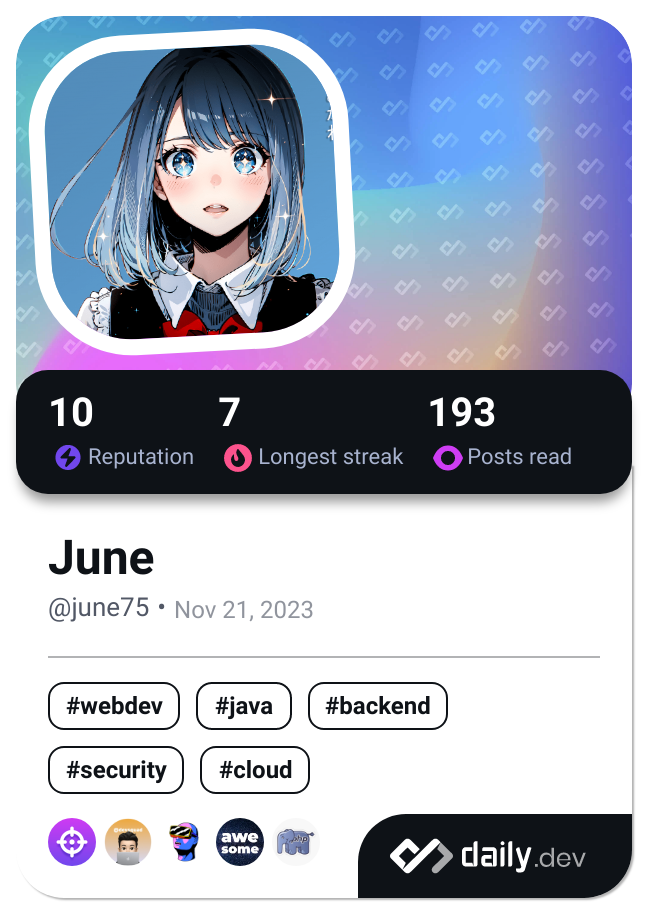 10 7 193
Reputation Longest streak Posts read
June
@june75 • Nov 21, 2023
#webdev #java #backend
#security #cloud
awe
some
php
daily.dev